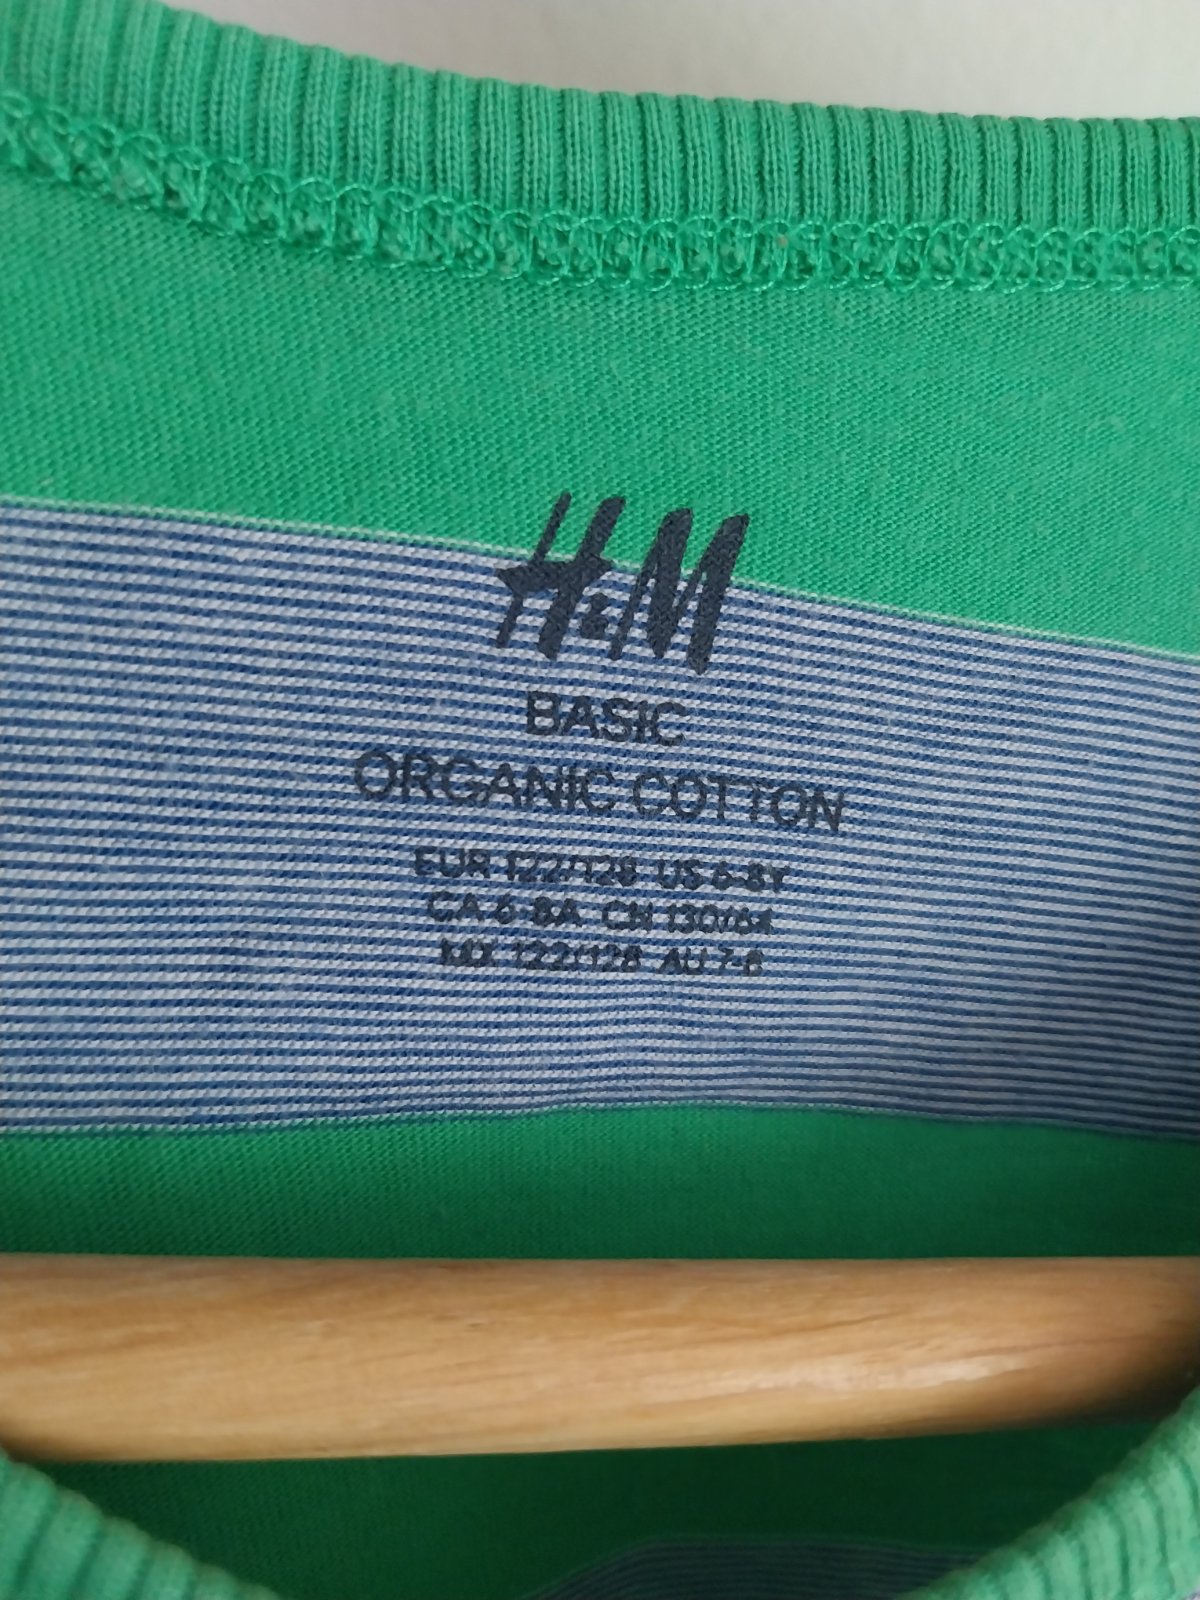 H&M
BASIC
ORGANIC COTTON
EUR 122/128 US 6-8Y
CA 6-8A CN 130/64
MX 122/128 AU 7-8